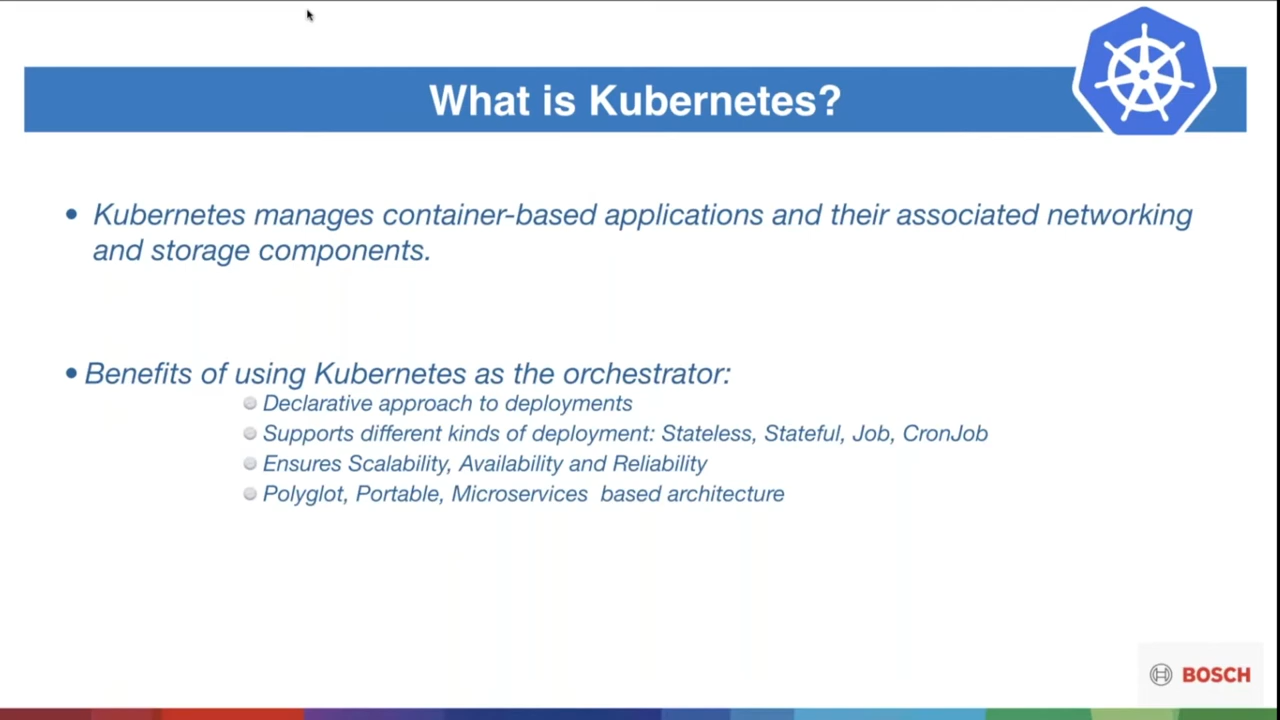 What is Kubernetes?
• Kubernetes manages container-based applications and their associated networking
and storage components.
• Benefits of using Kubernetes as the orchestrator:
Declarative approach to deployments
Supports different kinds of deployment: Stateless, Stateful, Job, CronJob
Ensures Scalability, Availability and Reliability
Polyglot, Portable, Microservices  based architecture
BOSCH